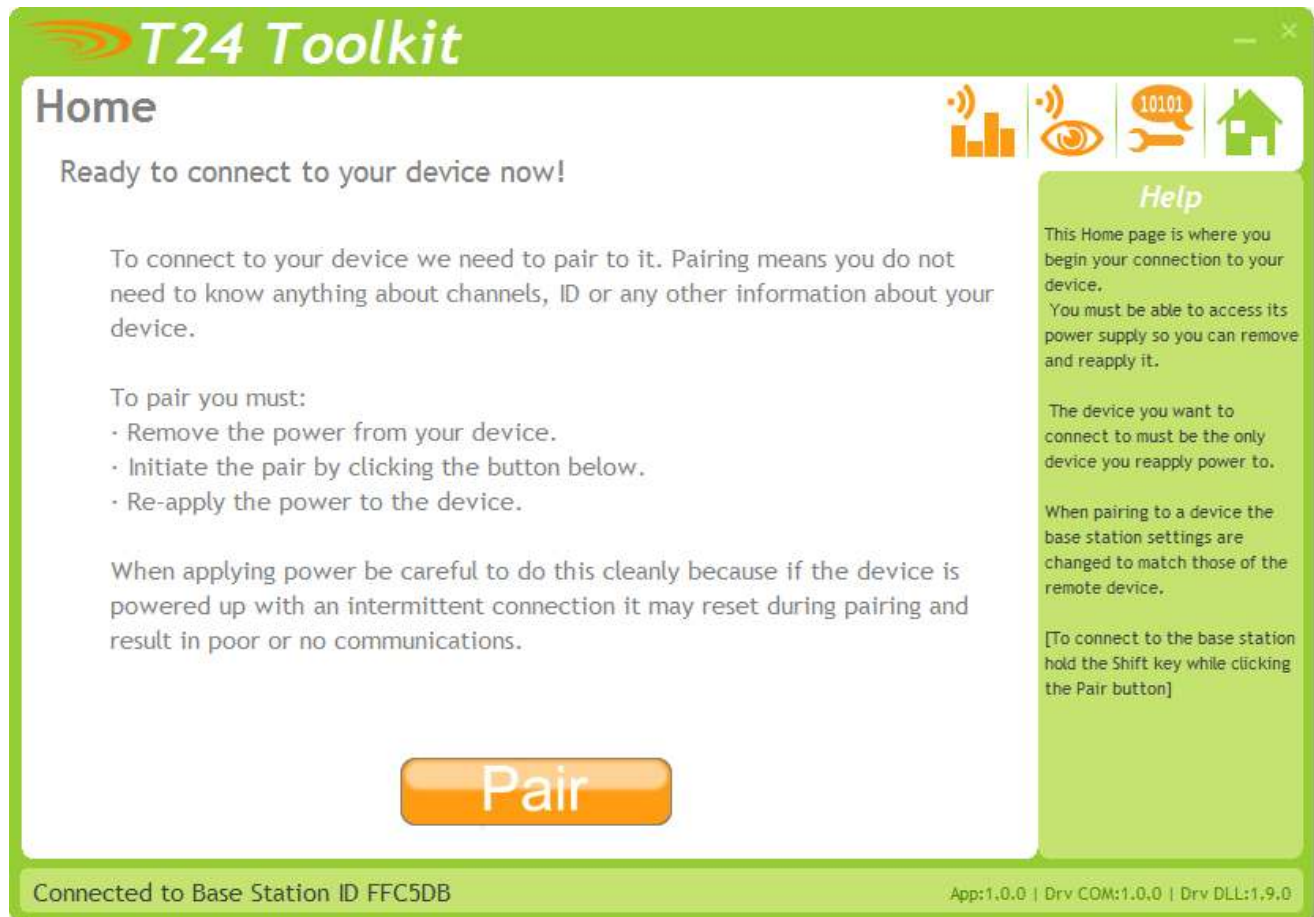 T24 Toolkit
Home
10101
Ready to connect to your device now!
To connect to your device we need to pair to it. Pairing means you do not
need to know anything about channels, ID or any other information about your
device.
To pair you must:
· Remove the power from your device.
· Initiate the pair by clicking the button below.
· Re-apply the power to the device.
When applying power be careful to do this cleanly because if the device is
powered up with an intermittent connection it may reset during pairing and
result in poor or no communications.
Pair
Help
This Home page is where you
begin your connection to your
device.
You must be able to access its
power supply so you can remove
and reapply it.
The device you want to
connect to must be the only
device you reapply power to.
When pairing to a device the
base station settings are
changed to match those of the
remote device.
[To connect to the base station
hold the Shift key while clicking
the Pair button]
Connected to Base Station ID FFC5DB
App:1.0.0 | Drv COM:1.0.0 | Drv DLL:1.9.0